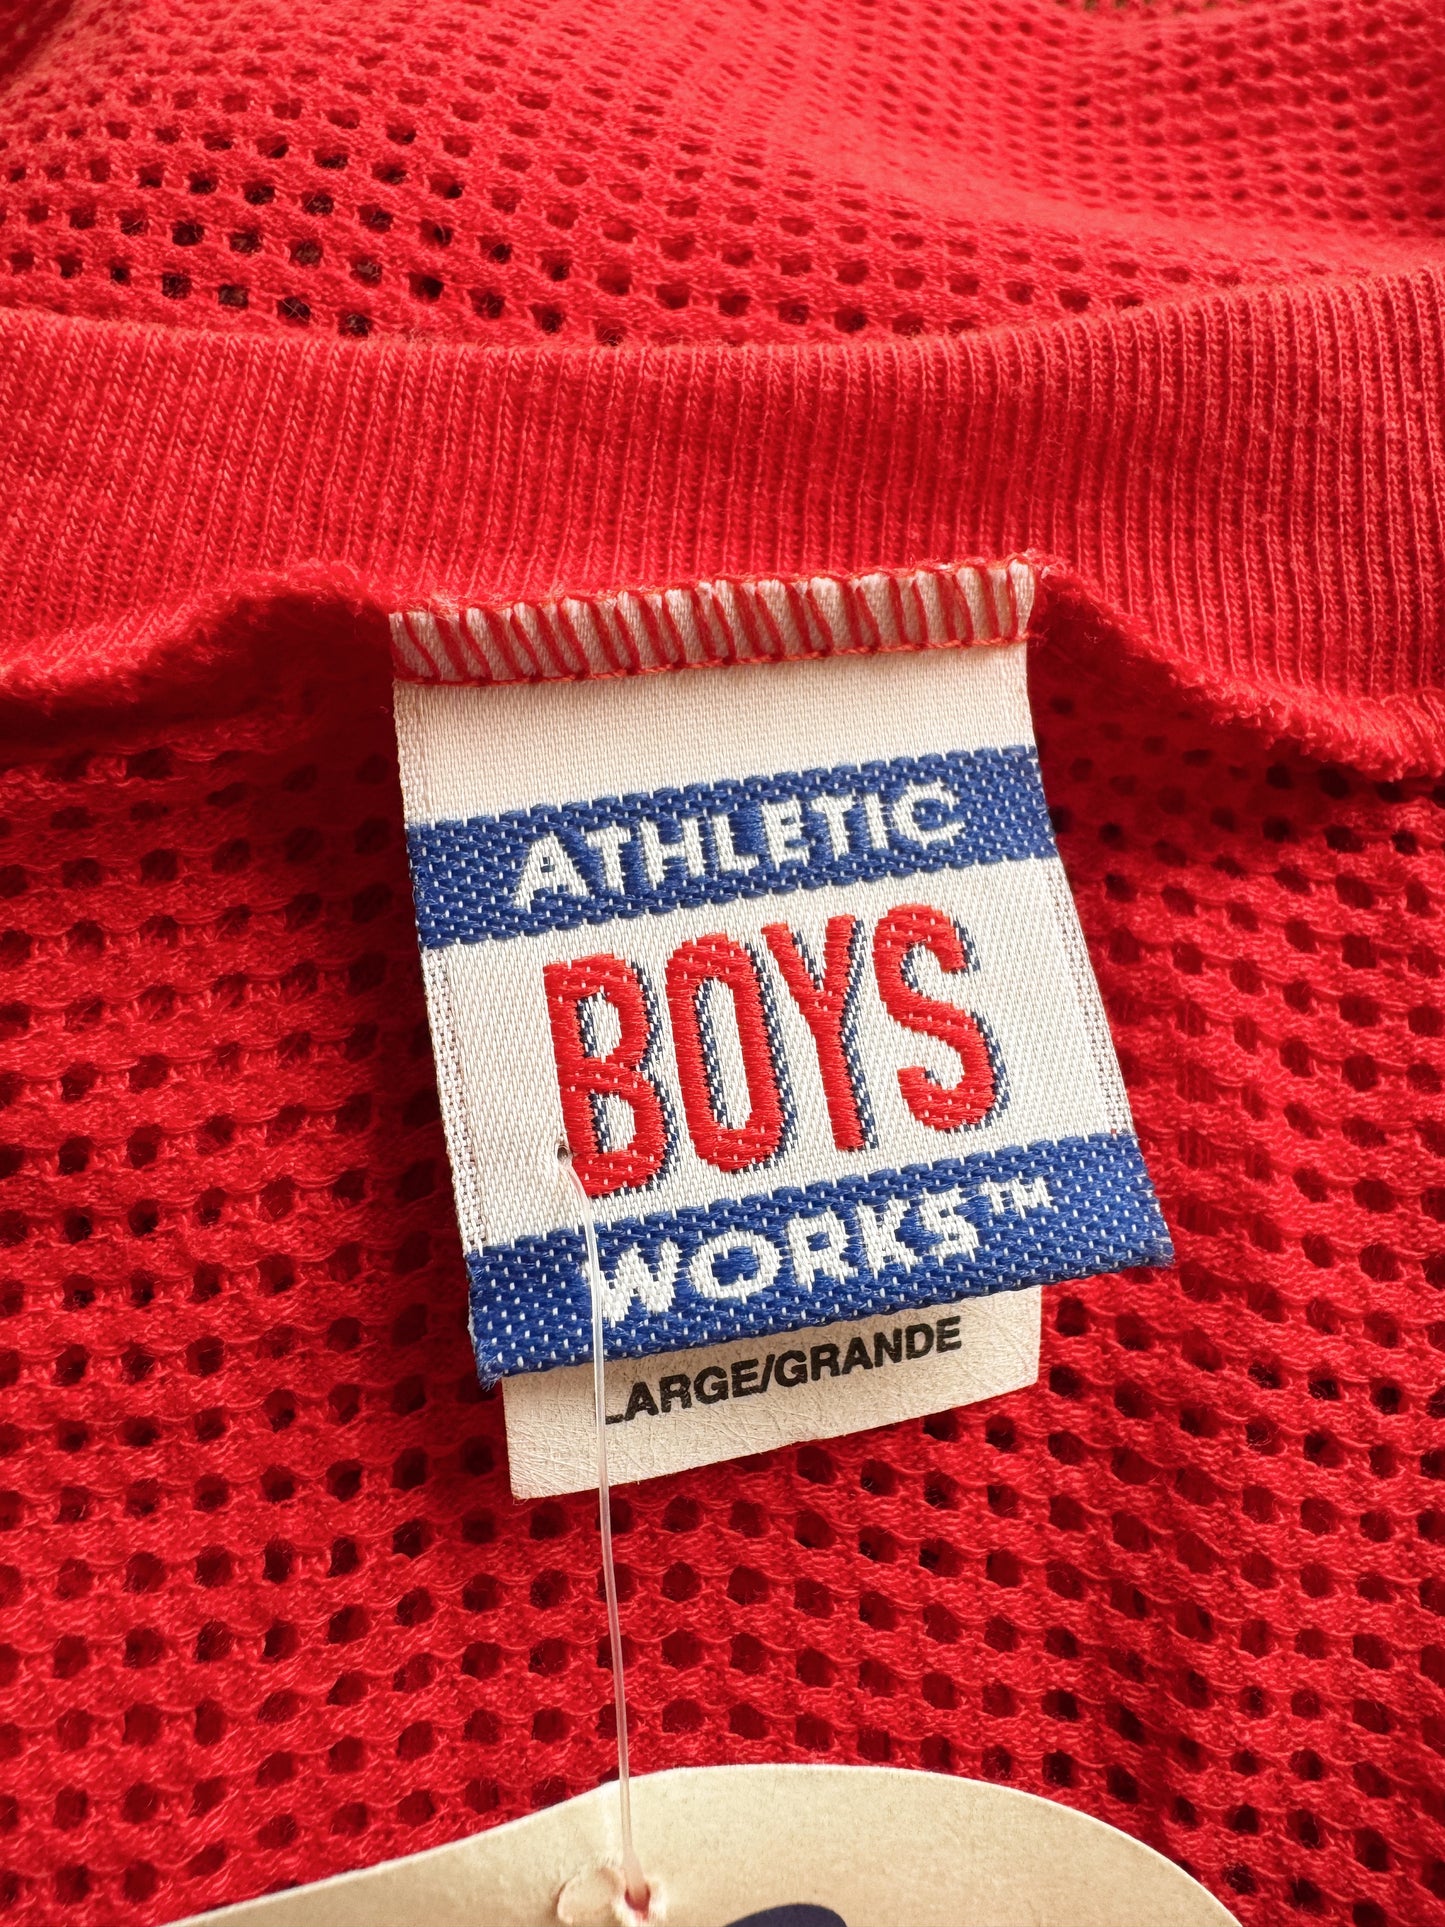 ATHLETIC
BOYS
WORKS™
LARGE/GRANDE